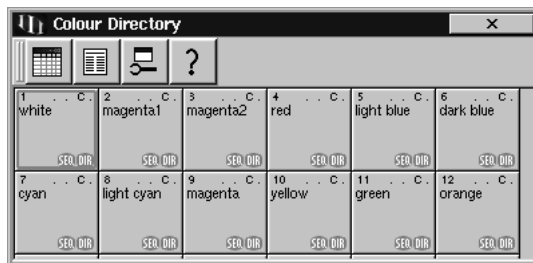 Colour Directory
?
1 . . C . 2 . . C . 3 . . C . 4 . . C . 5 . . C . 6 . . C .
white magenta1 magenta2 red light blue dark blue
SEQ DIR SEQ DIR SEQ DIR SEQ DIR SEQ DIR SEQ DIR
7 . . C . 8 . . C . 9 . . C . 10 . . C . 11 . . C . 12 . . C .
cyan light cyan magenta yellow green orange
SEQ DIR SEQ DIR SEQ DIR SEQ DIR SEQ DIR SEQ DIR